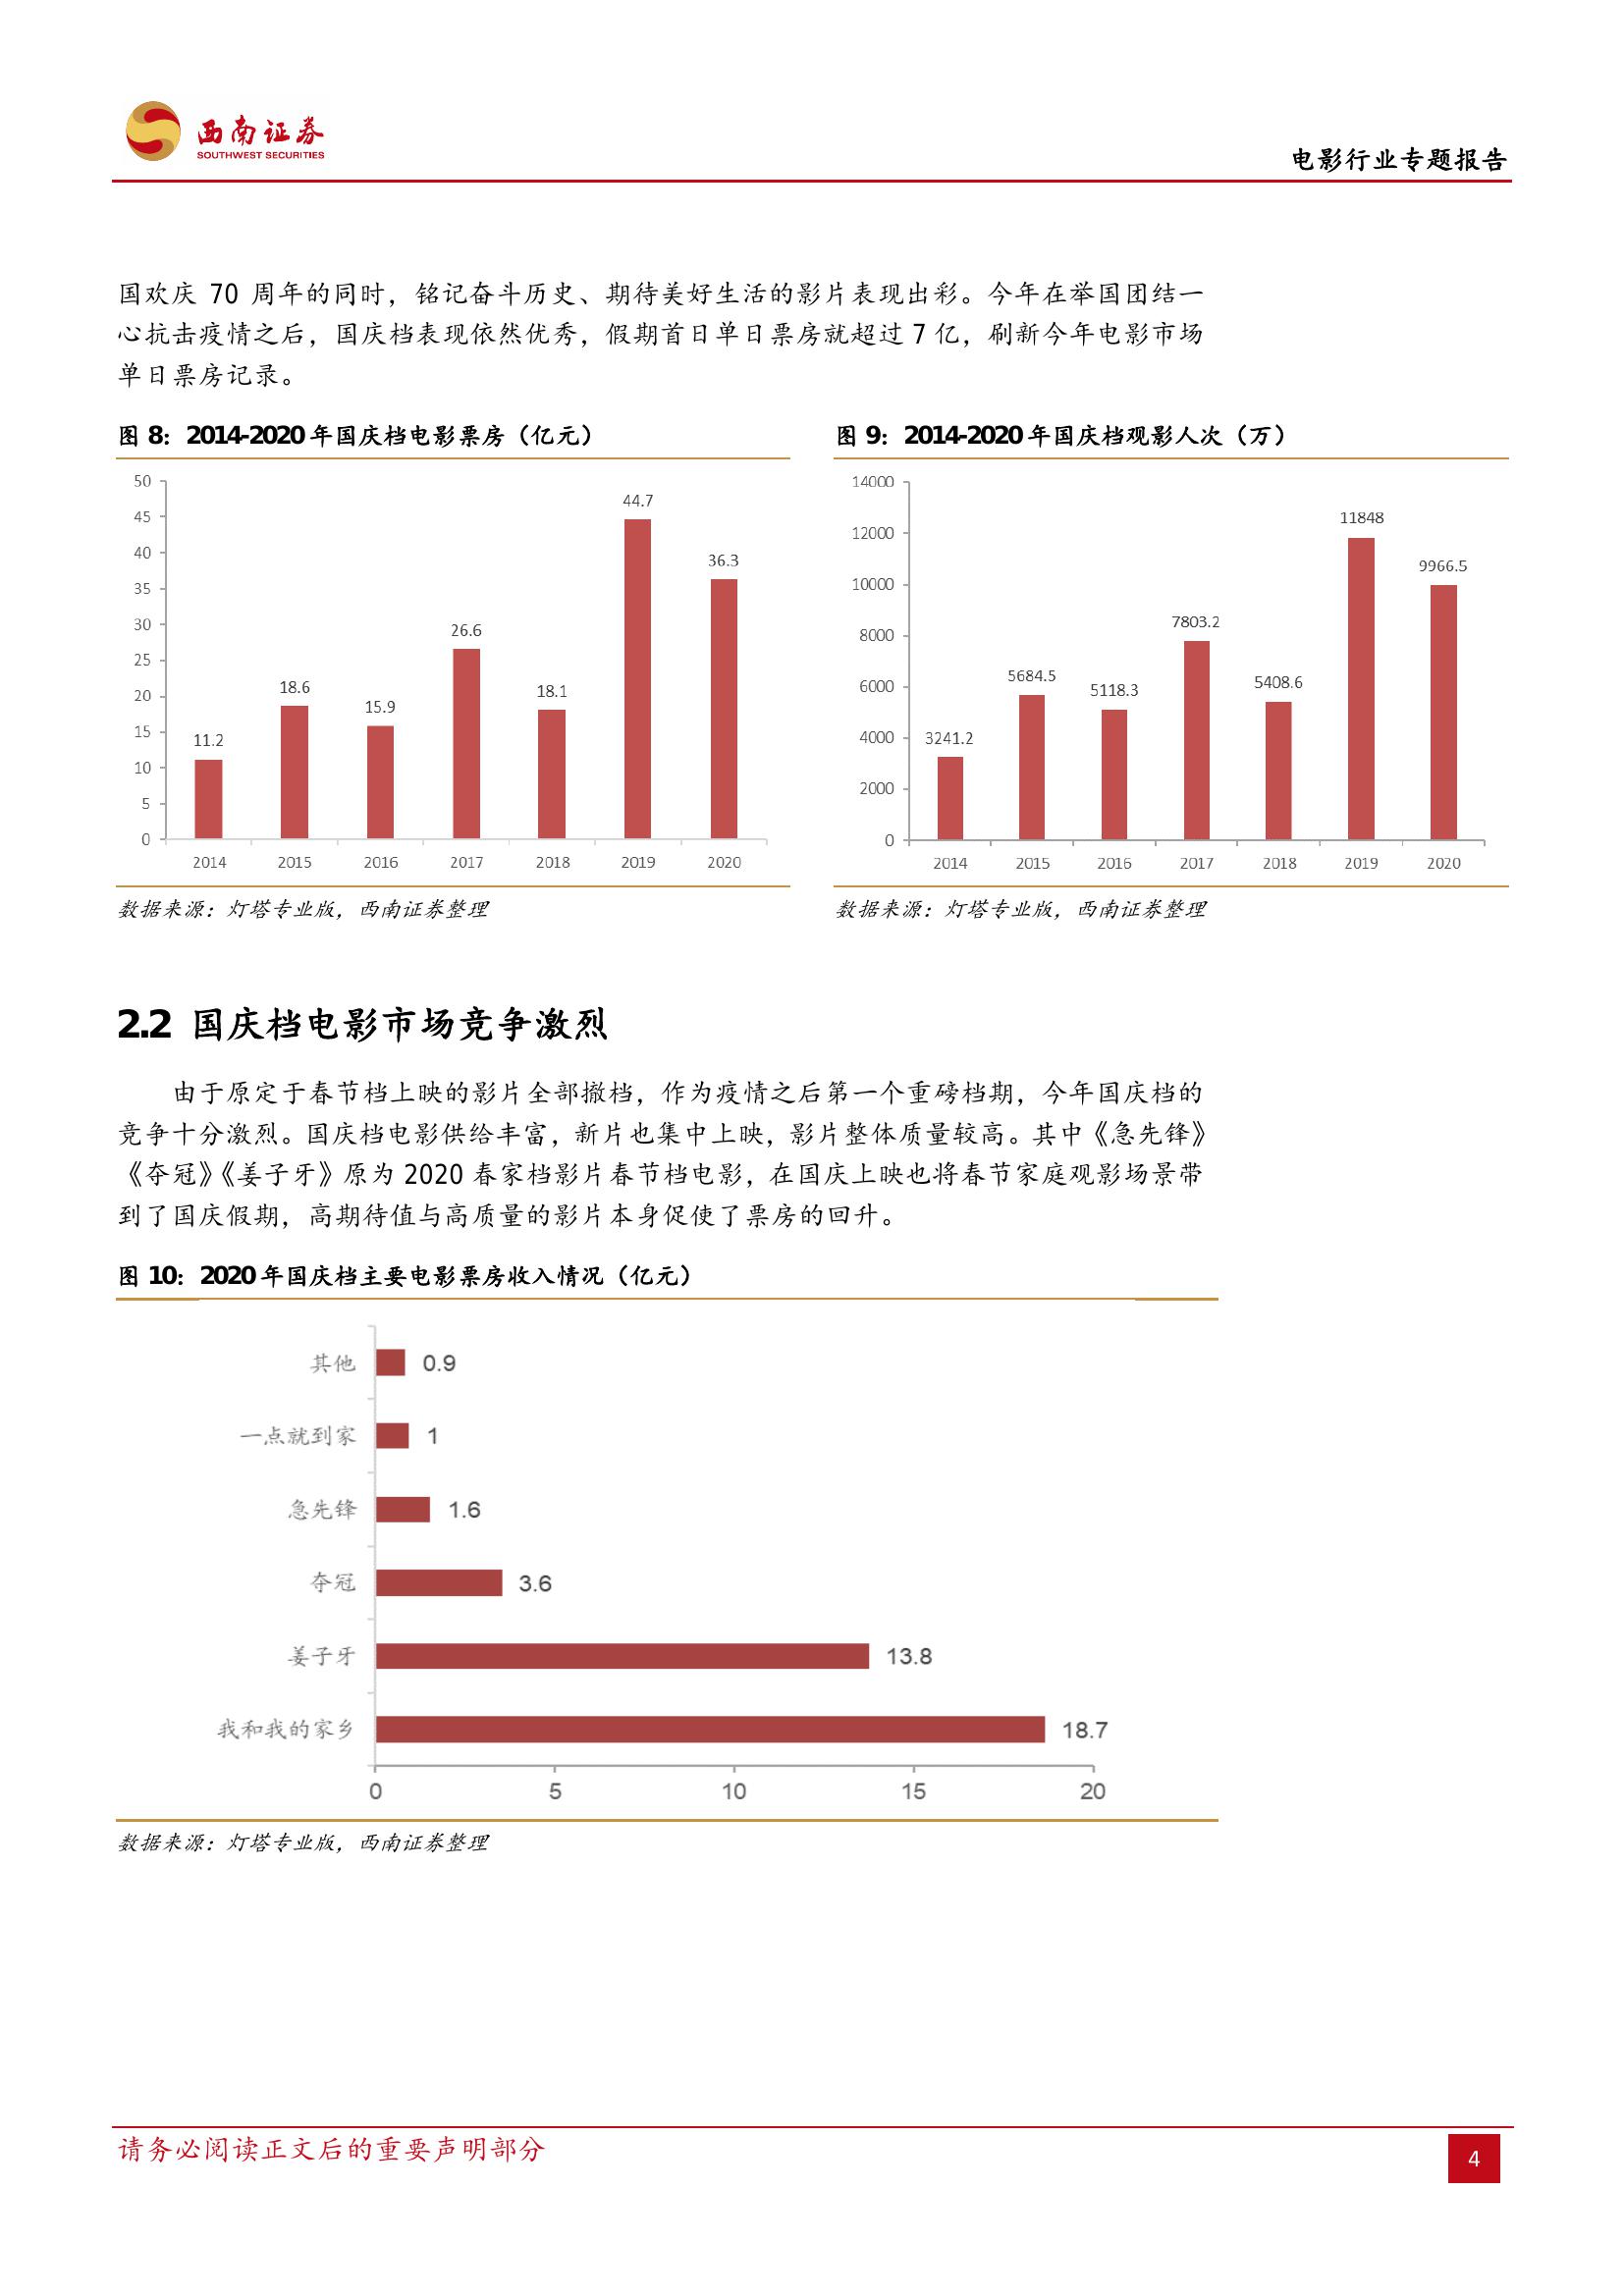 西南证券
SOUTHWEST SECURITIES
电影行业专题报告
国欢庆 70 周年的同时，铭记奋斗历史、期待美好生活的影片表现出彩。今年在举国团结一
心抗击疫情之后，国庆档表现依然优秀，假期首日单日票房就超过 7 亿，刷新今年电影市场
单日票房记录。
图 8：2014-2020 年国庆档电影票房（亿元）
50
45
40
35
30
25
20
15
10
5
0
11.2
18.6
15.9
26.6
18.1
44.7
36.3
2014 2015 2016 2017 2018 2019 2020
数据来源：灯塔专业版，西南证券整理
图 9：2014-2020 年国庆档观影人次（万）
14000
12000
10000
8000
6000
4000
2000
0
3241.2
5684.5
5118.3
7803.2
5408.6
11848
9966.5
2014 2015 2016 2017 2018 2019 2020
数据来源：灯塔专业版，西南证券整理
2.2 国庆档电影市场竞争激烈
由于原定于春节档上映的影片全部撤档，作为疫情之后第一个重磅档期，今年国庆档的
竞争十分激烈。国庆档电影供给丰富，新片也集中上映，影片整体质量较高。其中《急先锋》
《夺冠》《姜子牙》原为 2020 春家档影片春节档电影，在国庆上映也将春节家庭观影场景带
到了国庆假期，高期待值与高质量的影片本身促使了票房的回升。
图 10：2020 年国庆档主要电影票房收入情况（亿元）
其他 0.9
一点就到家 1
急先锋 1.6
夺冠 3.6
姜子牙 13.8
我和我的家乡 18.7
0 5 10 15 20
数据来源：灯塔专业版，西南证券整理
请务必阅读正文后的重要声明部分
4